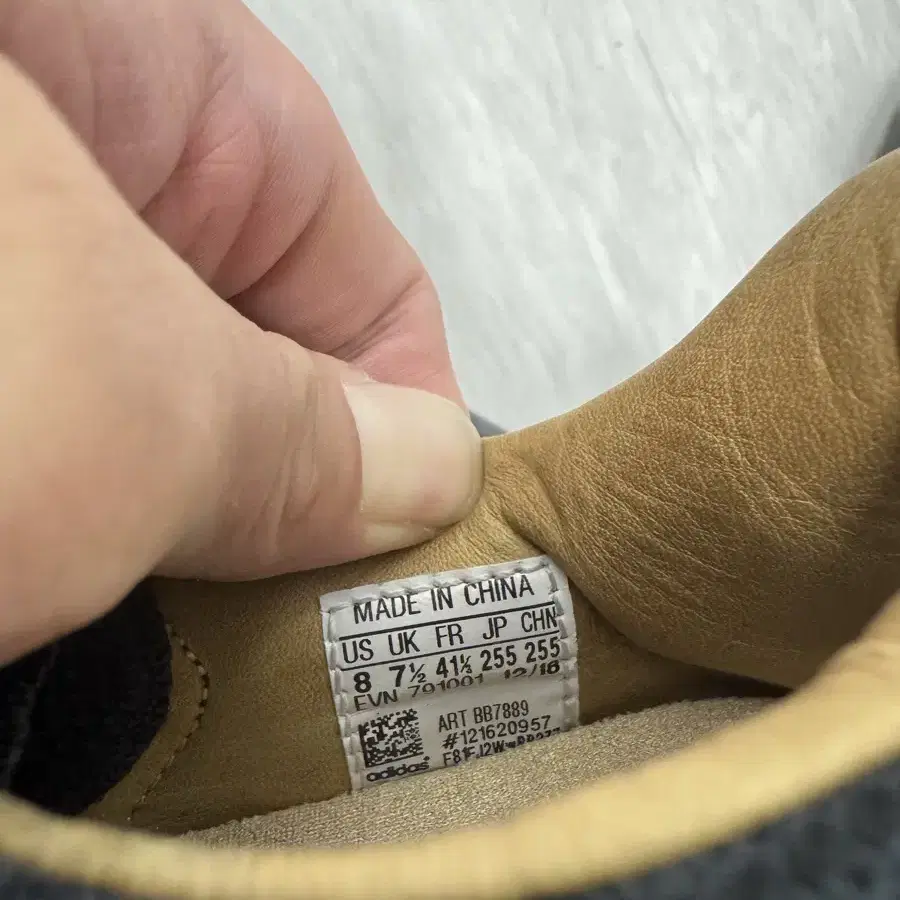 MADE IN CHINA
US UK FR JP CHN
8 7½ 41⅓ 255 255
EVN 791001 12/16
ART BB7889
#121620957
adidas